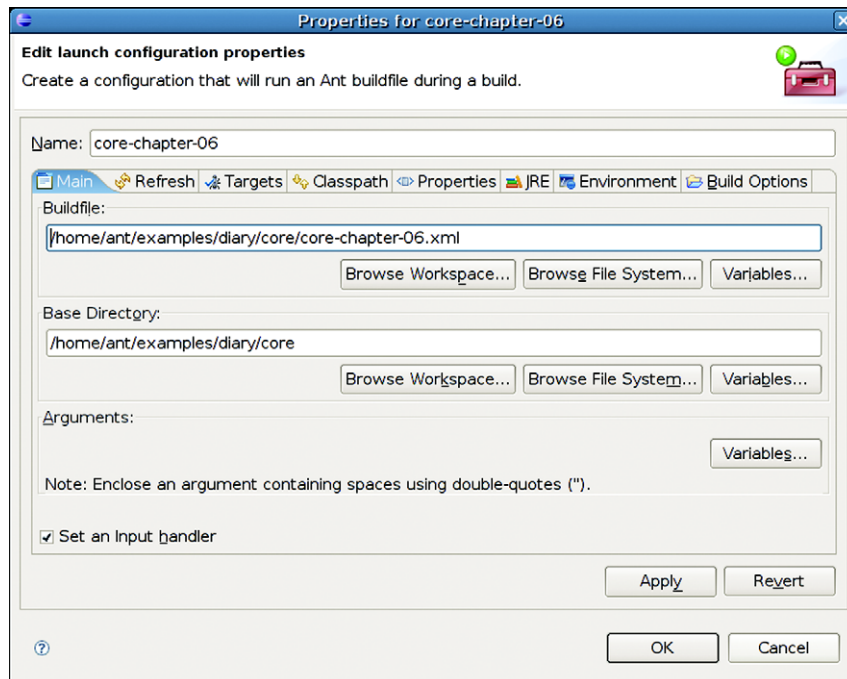 Properties for core-chapter-06
Edit launch configuration properties
Create a configuration that will run an Ant buildfile during a build.
Name: core-chapter-06
Main Refresh Targets Classpath Properties JRE Environment Build Options
Buildfile:
/home/ant/examples/diary/core/core-chapter-06.xml
Browse Workspace... Browse File System... Variables...
Base Directory:
/home/ant/examples/diary/core
Browse Workspace... Browse File System... Variables...
Arguments:
Variables...
Note: Enclose an argument containing spaces using double-quotes (").
Set an Input handler
Apply Revert
OK Cancel